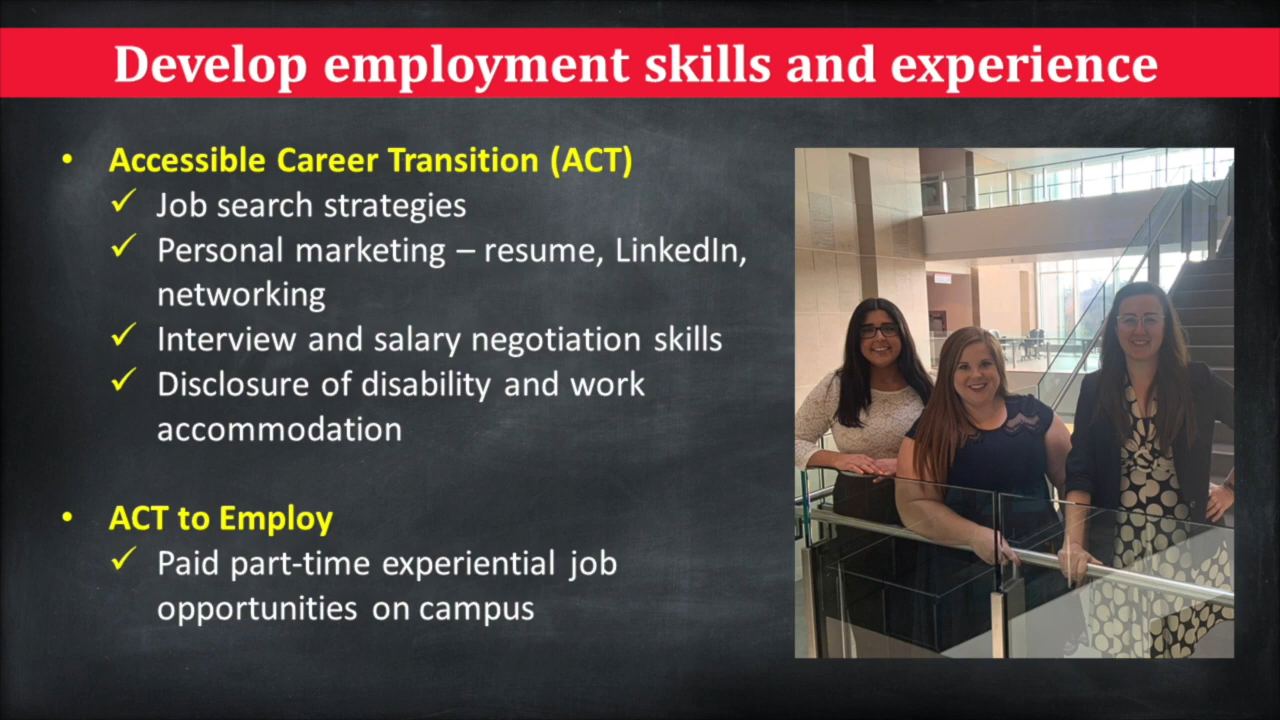 Develop employment skills and experience
• Accessible Career Transition (ACT)
✓ Job search strategies
✓ Personal marketing – resume, LinkedIn,
networking
✓ Interview and salary negotiation skills
✓ Disclosure of disability and work
accommodation
• ACT to Employ
✓ Paid part-time experiential job
opportunities on campus